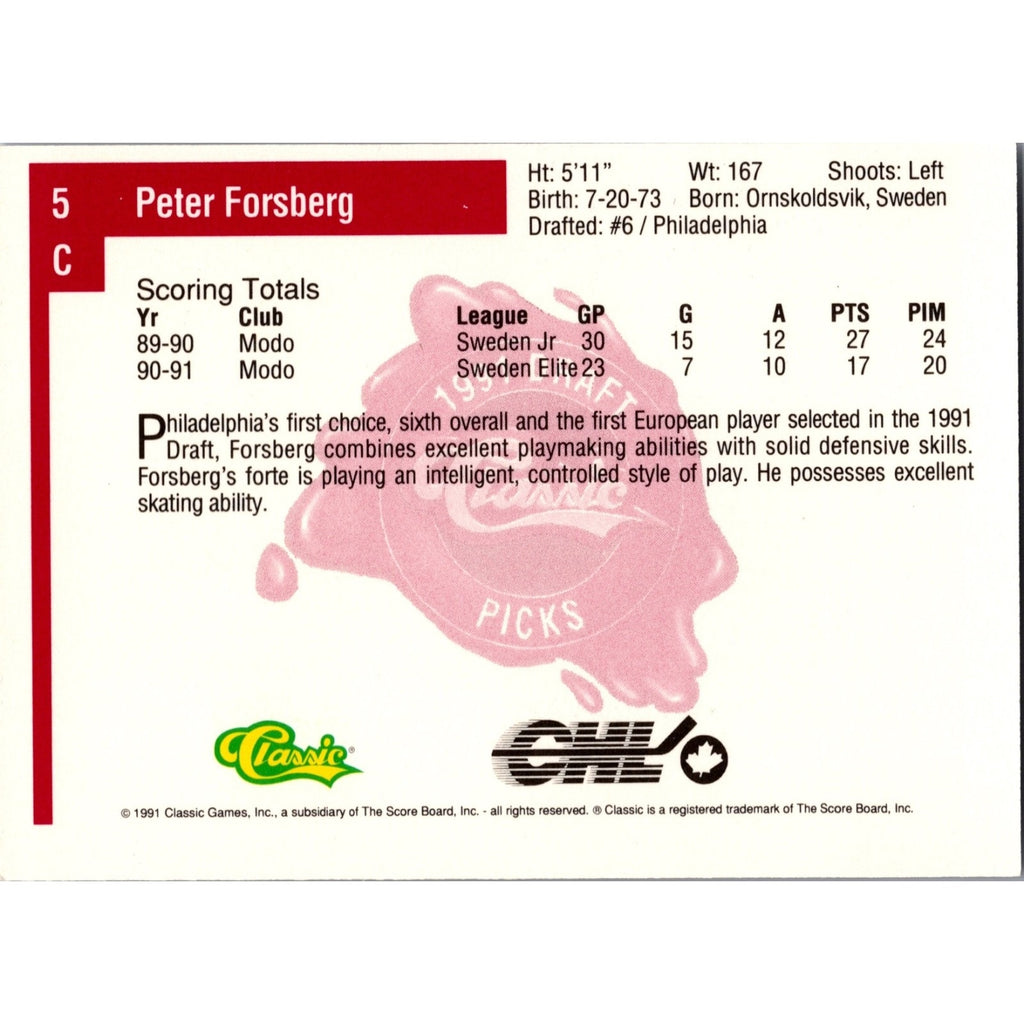 5 Peter Forsberg
C
Ht: 5'11" Wt: 167 Shoots: Left
Birth: 7-20-73 Born: Ornskoldsvik, Sweden
Drafted: #6 / Philadelphia
Scoring Totals
Yr Club League GP G A PTS PIM
89-90 Modo Sweden Jr 30 15 12 27 24
90-91 Modo Sweden Elite 23 7 10 17 20
Philadelphia's first choice, sixth overall and the first European player selected in the 1991
Draft, Forsberg combines excellent playmaking abilities with solid defensive skills.
Forsberg's forte is playing an intelligent, controlled style of play. He possesses excellent
skating ability.
1991 DRAFT
Classic
PICKS
Classic®
CHL
© 1991 Classic Games, Inc., a subsidiary of The Score Board, Inc. - all rights reserved. ® Classic is a registered trademark of The Score Board, Inc.